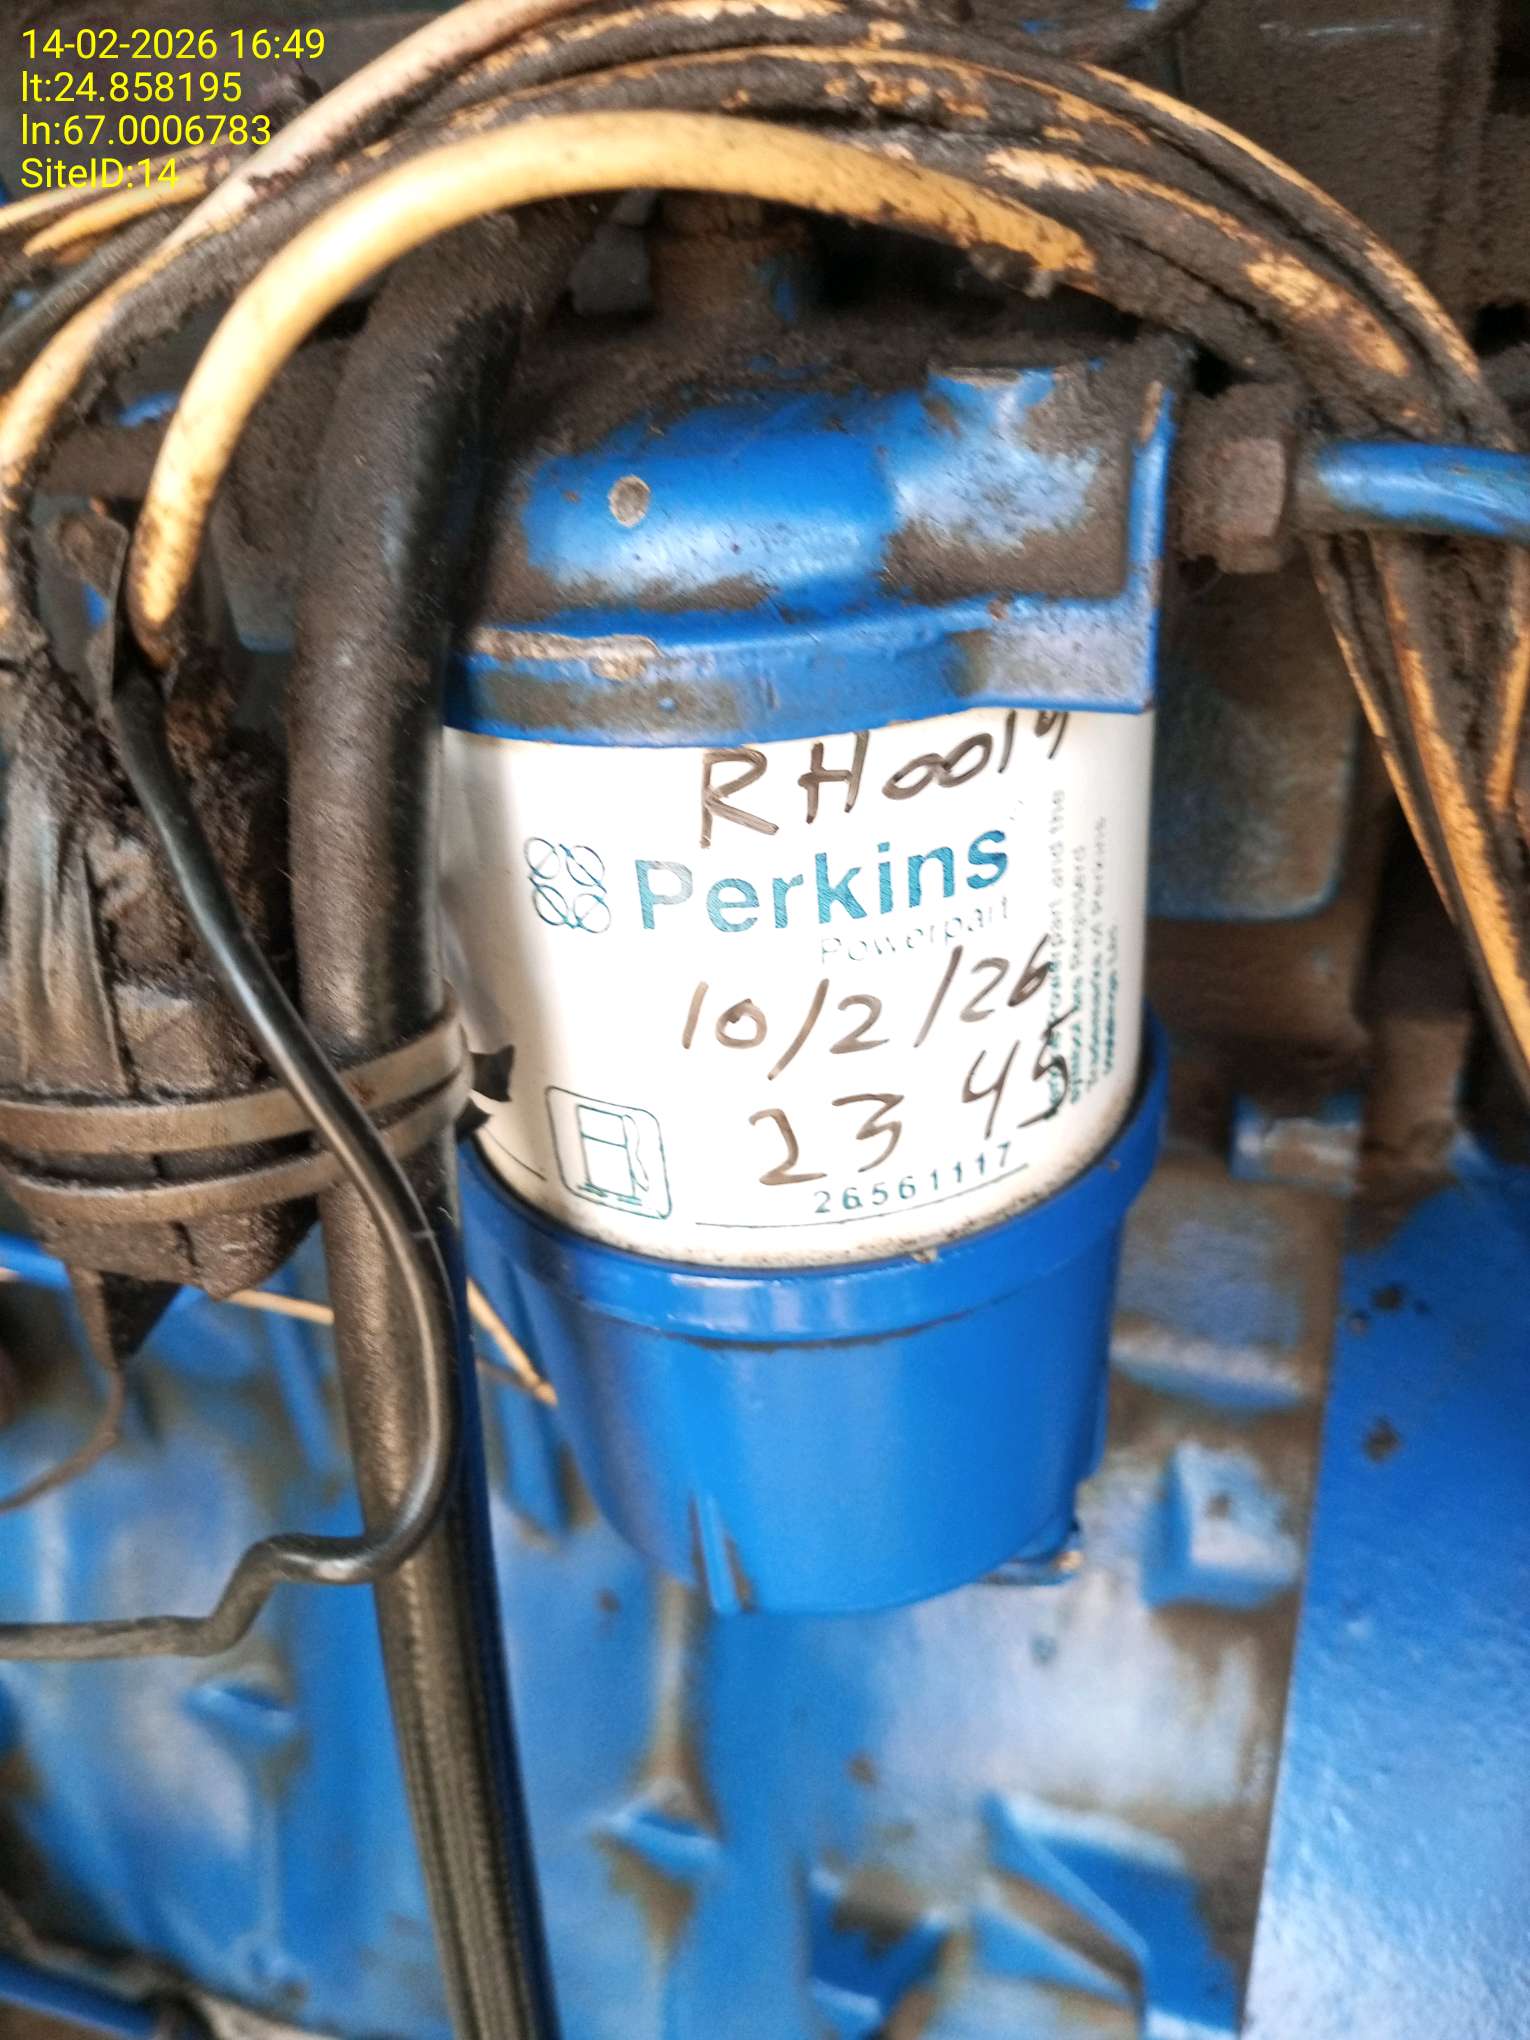 14-02-2026 16:49
lt:24.858195
ln:67.0006783
SiteID:14
RH0019
Perkins
Powerpart
10/2/26
2345
26561117